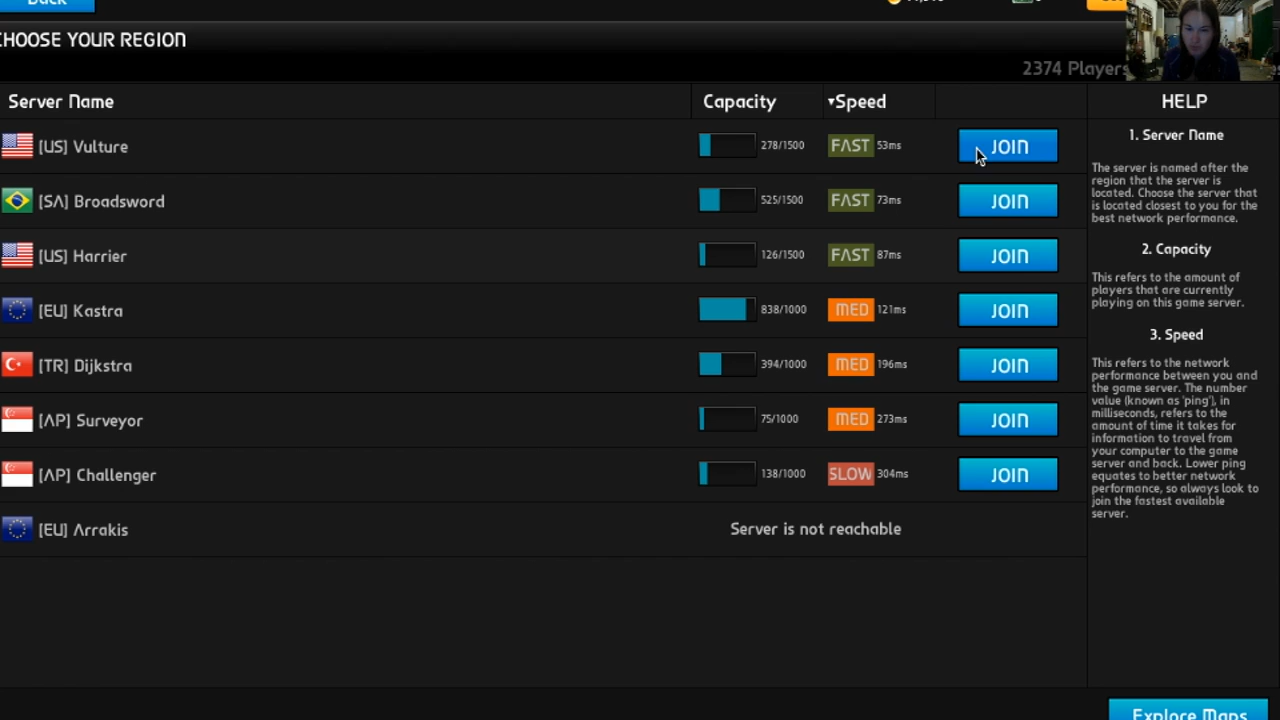 Back
CHOOSE YOUR REGION
2374 Players
Server Name Capacity ▾Speed HELP
[US] Vulture 278/1500 FAST 53ms JOIN
[SA] Broadsword 525/1500 FAST 73ms JOIN
[US] Harrier 126/1500 FAST 87ms JOIN
[EU] Kastra 838/1000 MED 121ms JOIN
[TR] Dijkstra 394/1000 MED 196ms JOIN
[AP] Surveyor 75/1000 MED 273ms JOIN
[AP] Challenger 138/1000 SLOW 304ms JOIN
[EU] Arrakis Server is not reachable
1. Server Name
The server is named after the
region that the server is
located. Choose the server that
is located closest to you for the
best network performance.
2. Capacity
This refers to the amount of
players that are currently
playing on this game server.
3. Speed
This refers to the network
performance between you and
the game server. The number
value (known as 'ping'), in
milliseconds, refers to the
amount of time it takes for
information to travel from
your computer to the game
server and back. Lower ping
equates to better network
performance, so always look to
join the fastest available
server.
Explore Maps